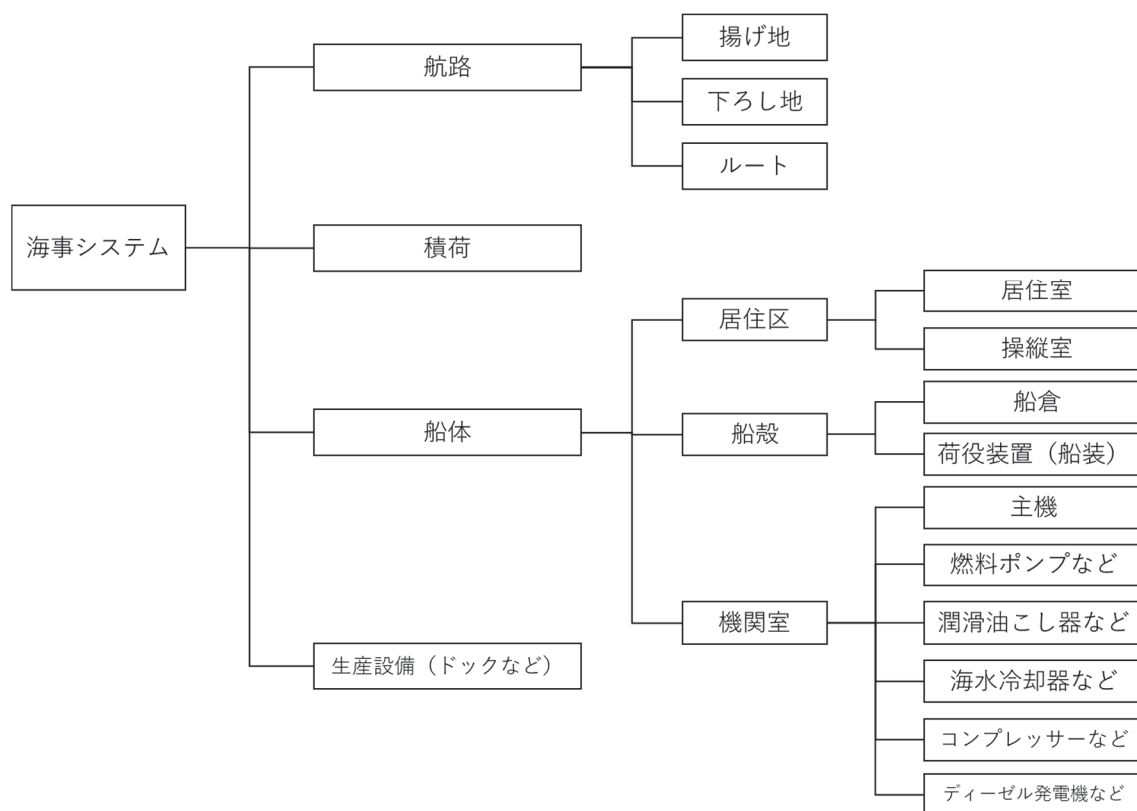 海事システム
航路
揚げ地
下ろし地
ルート
積荷
船体
居住区
居住室
操縦室
船殻
船倉
荷役装置（船装）
機関室
主機
燃料ポンプなど
潤滑油こし器など
海水冷却器など
コンプレッサーなど
ディーゼル発電機など
生産設備（ドックなど）